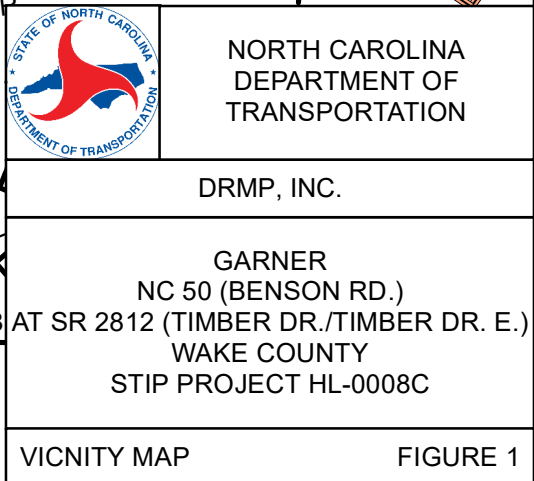 STATE OF NORTH CAROLINA
DEPARTMENT OF TRANSPORTATION
NORTH CAROLINA
DEPARTMENT OF
TRANSPORTATION
DRMP, INC.
GARNER
NC 50 (BENSON RD.)
AT SR 2812 (TIMBER DR./TIMBER DR. E.)
WAKE COUNTY
STIP PROJECT HL-0008C
VICNITY MAP FIGURE 1